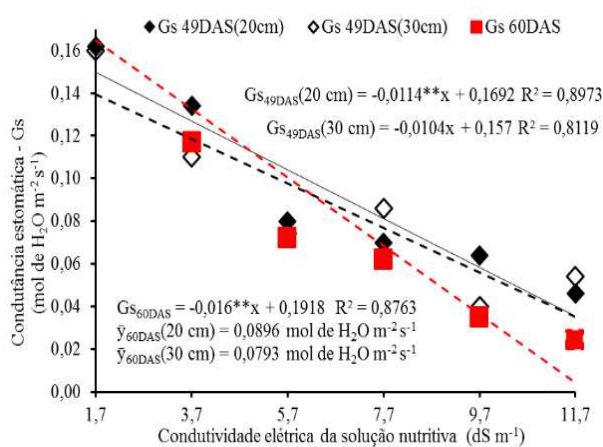 Gs 49DAS(20cm) Gs 49DAS(30cm) Gs 60DAS
Condutância estomática - Gs
(mol de H₂O m⁻² s⁻¹)
0,16
0,14
0,12
0,10
0,08
0,06
0,04
0,02
0,00
Gs₄₉DAS(20 cm) = -0,0114**x + 0,1692 R² = 0,8973
Gs₄₉DAS(30 cm) = -0,0104x + 0,157 R² = 0,8119
Gs₆₀DAS = -0,016**x + 0,1918 R² = 0,8763
ȳ₆₀DAS(20 cm) = 0,0896 mol de H₂O m⁻² s⁻¹
ȳ₆₀DAS(30 cm) = 0,0793 mol de H₂O m⁻² s⁻¹
1,7 3,7 5,7 7,7 9,7 11,7
Condutividade elétrica da solução nutritiva (dS m⁻¹)